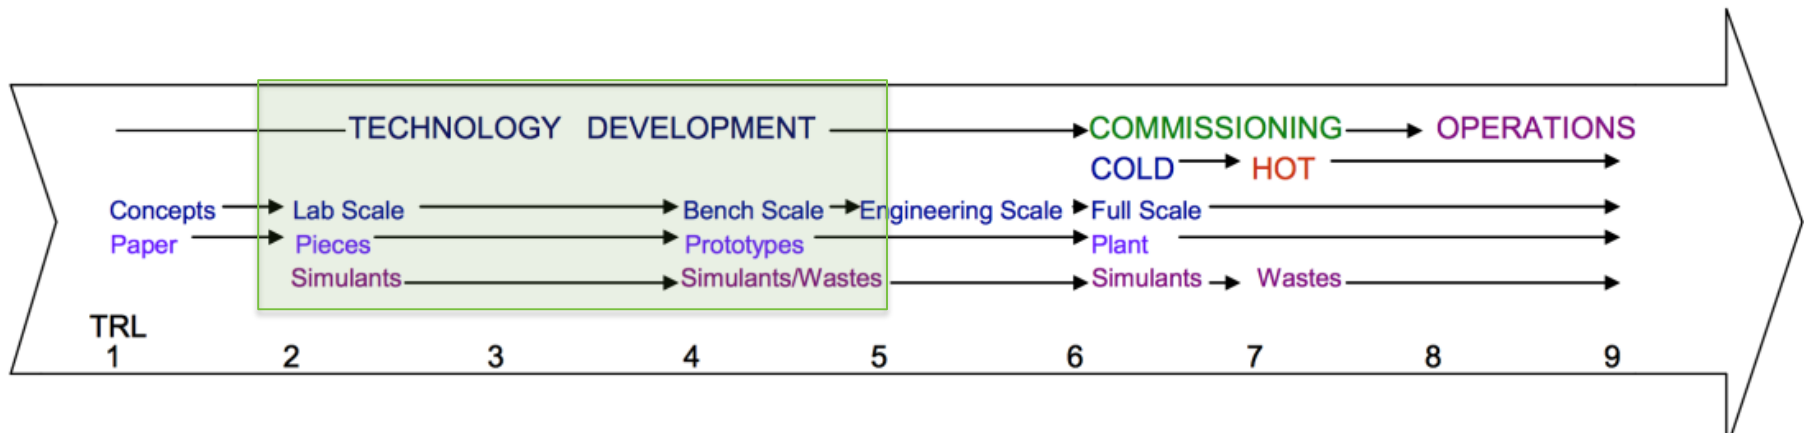 TECHNOLOGY DEVELOPMENT COMMISSIONING OPERATIONS
COLD HOT
Concepts Lab Scale Bench Scale Engineering Scale Full Scale
Paper Pieces Prototypes Plant
Simulants Simulants/Wastes Simulants Wastes
TRL
1 2 3 4 5 6 7 8 9